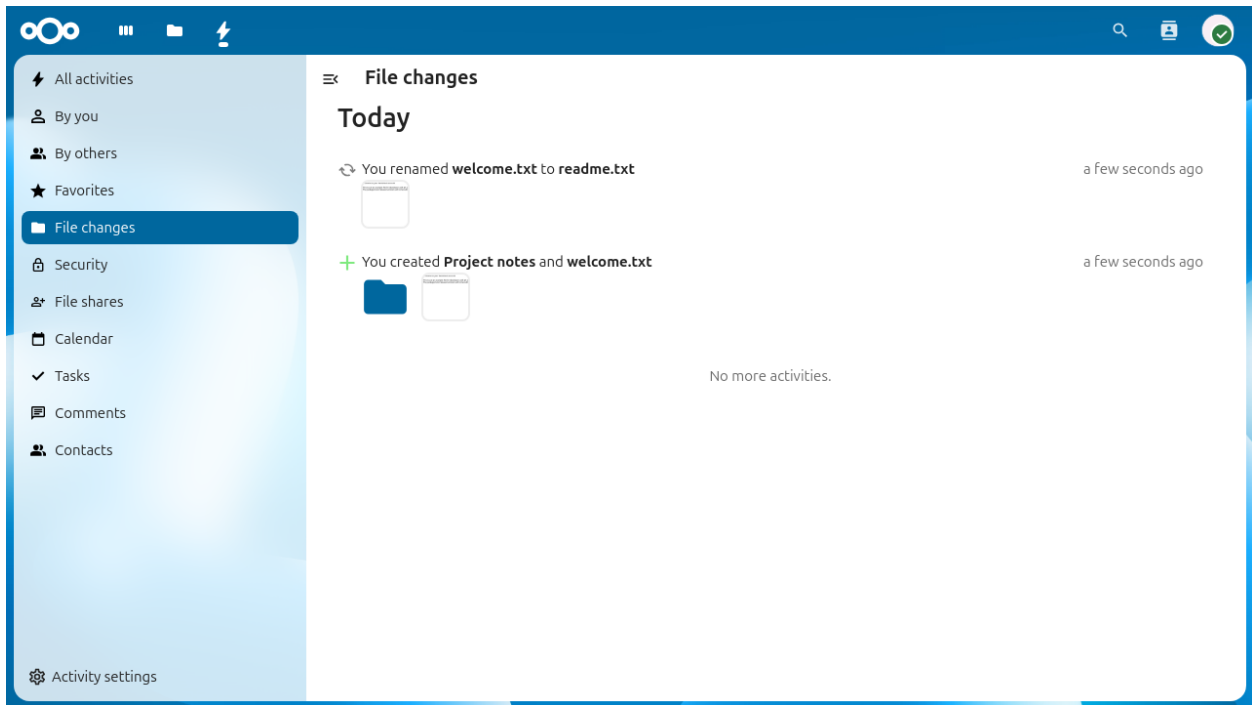 All activities
By you
By others
Favorites
File changes
Security
File shares
Calendar
Tasks
Comments
Contacts
Activity settings
File changes
Today
You renamed welcome.txt to readme.txt
a few seconds ago
You created Project notes and welcome.txt
a few seconds ago
No more activities.